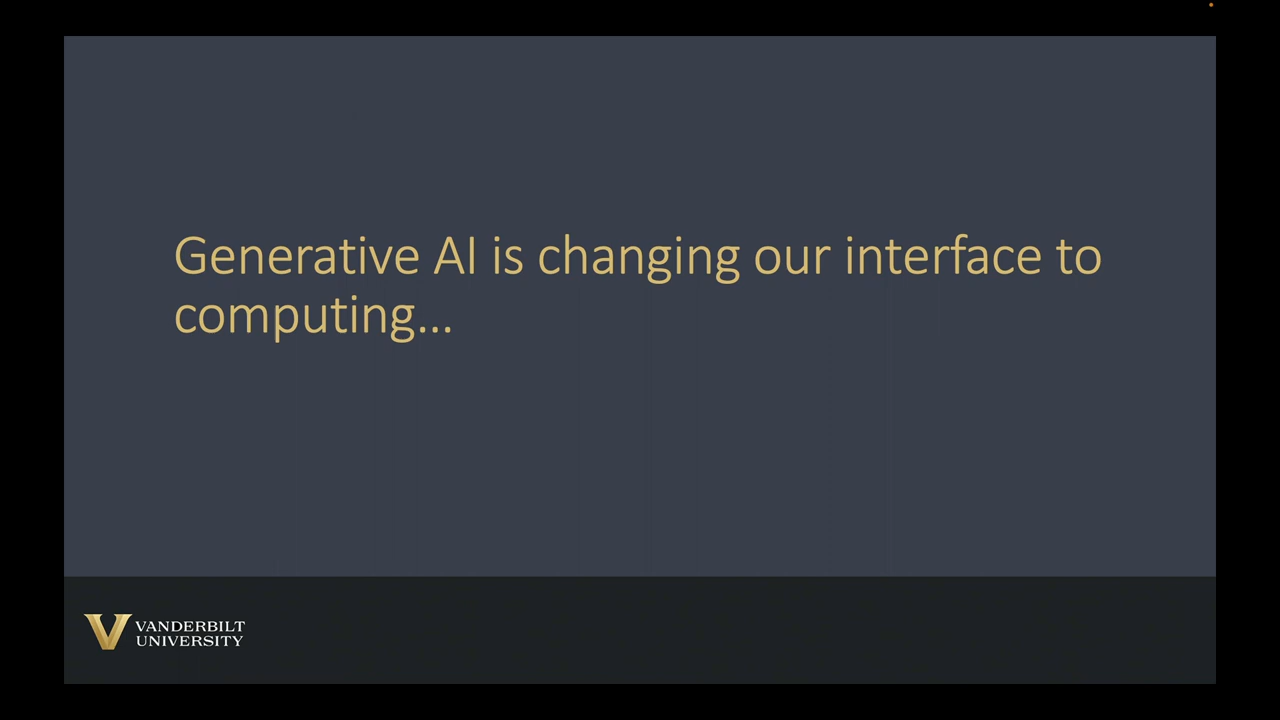 Generative AI is changing our interface to
computing...
VANDERBILT
UNIVERSITY